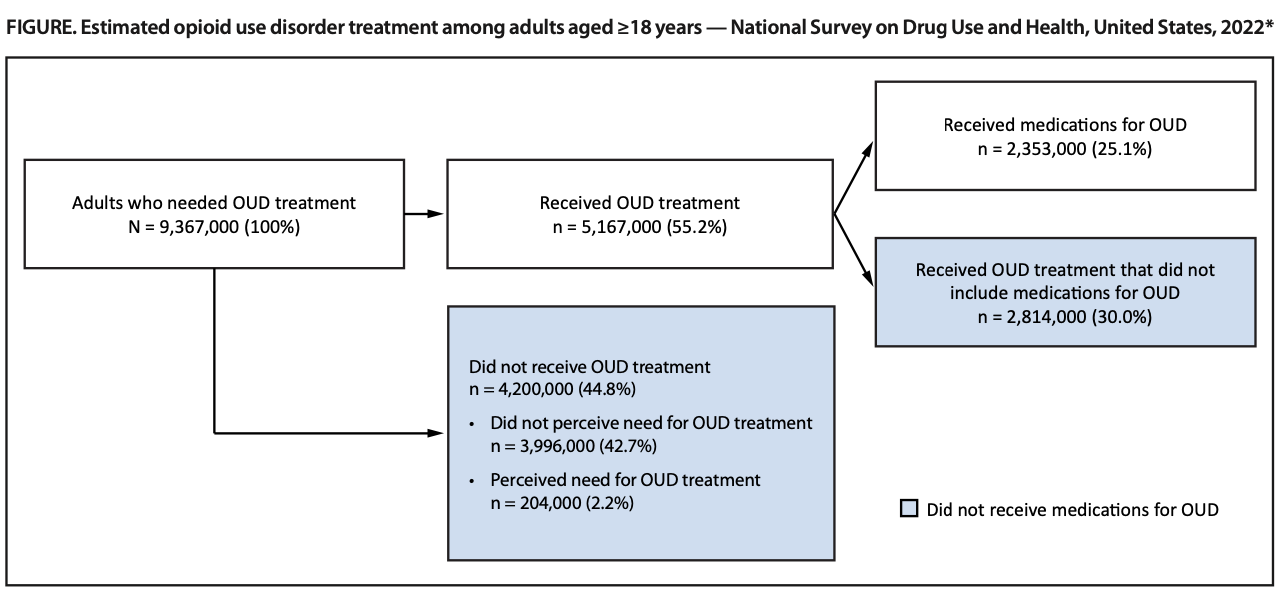 FIGURE. Estimated opioid use disorder treatment among adults aged ≥18 years — National Survey on Drug Use and Health, United States, 2022*
Adults who needed OUD treatment
N = 9,367,000 (100%)
Received OUD treatment
n = 5,167,000 (55.2%)
Received medications for OUD
n = 2,353,000 (25.1%)
Received OUD treatment that did not
include medications for OUD
n = 2,814,000 (30.0%)
Did not receive OUD treatment
n = 4,200,000 (44.8%)
• Did not perceive need for OUD treatment
n = 3,996,000 (42.7%)
• Perceived need for OUD treatment
n = 204,000 (2.2%)
Did not receive medications for OUD